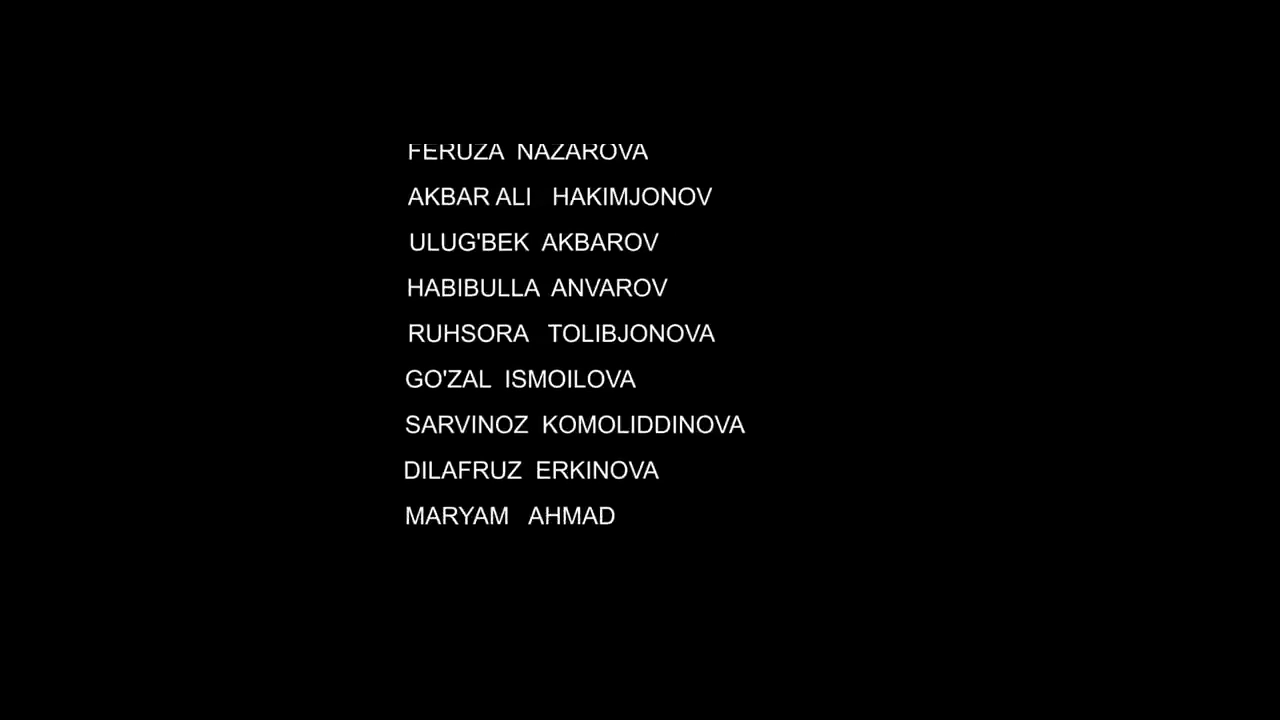 FERUZA NAZAROVA
AKBAR ALI HAKIMJONOV
ULUG'BEK AKBAROV
HABIBULLA ANVAROV
RUHSORA TOLIBJONOVA
GO'ZAL ISMOILOVA
SARVINOZ KOMOLIDDINOVA
DILAFRUZ ERKINOVA
MARYAM AHMAD